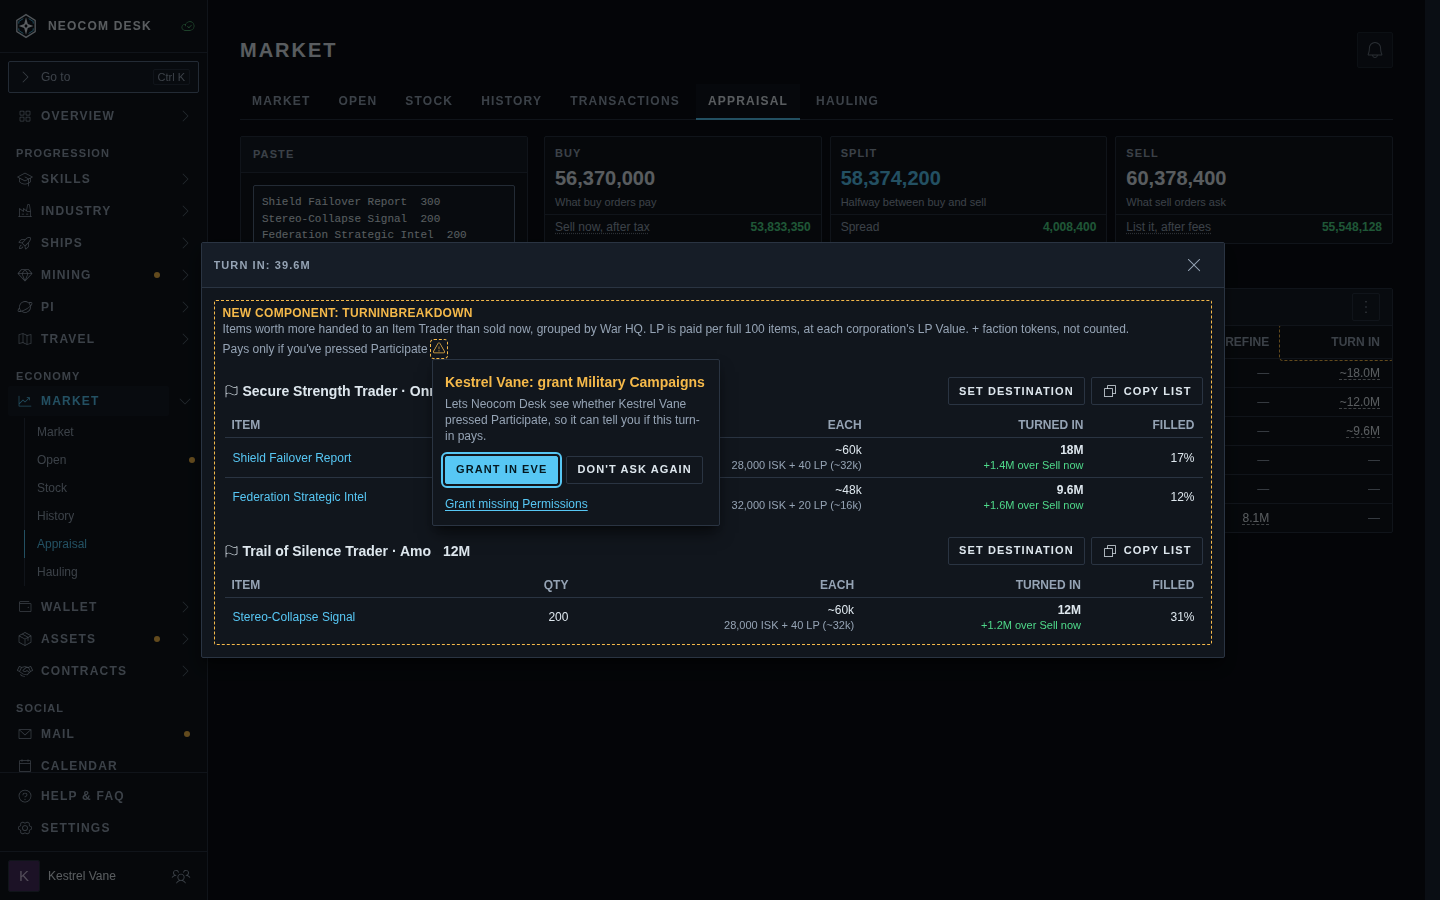 NEOCOM DESK
Go to
Ctrl K
OVERVIEW
PROGRESSION
SKILLS
INDUSTRY
SHIPS
MINING
PI
TRAVEL
ECONOMY
MARKET
Market
Open
Stock
History
Appraisal
Hauling
WALLET
ASSETS
CONTRACTS
SOCIAL
MAIL
CALENDAR
HELP & FAQ
SETTINGS
K Kestrel Vane
MARKET
MARKET OPEN STOCK HISTORY TRANSACTIONS APPRAISAL HAULING
PASTE
Shield Failover Report 300
Stereo-Collapse Signal 200
Federation Strategic Intel 200
BUY
56,370,000
What buy orders pay
Sell now, after tax 53,833,350
SPLIT
58,374,200
Halfway between buy and sell
Spread 4,008,400
SELL
60,378,400
What sell orders ask
List it, after fees 55,548,128
REFINE TURN IN
— ~18.0M
— ~12.0M
— ~9.6M
— —
— —
8.1M —
TURN IN: 39.6M
NEW COMPONENT: TURNINBREAKDOWN
Items worth more handed to an Item Trader than sold now, grouped by War HQ. LP is paid per full 100 items, at each corporation's LP Value. + faction tokens, not counted.
Pays only if you've pressed Participate
Secure Strength Trader · Onn
SET DESTINATION
COPY LIST
ITEM EACH TURNED IN FILLED
Shield Failover Report ~60k 18M 17%
28,000 ISK + 40 LP (~32k) +1.4M over Sell now
Federation Strategic Intel ~48k 9.6M 12%
32,000 ISK + 20 LP (~16k) +1.6M over Sell now
Kestrel Vane: grant Military Campaigns
Lets Neocom Desk see whether Kestrel Vane
pressed Participate, so it can tell you if this turn-
in pays.
GRANT IN EVE
DON'T ASK AGAIN
Grant missing Permissions
Trail of Silence Trader · Amo 12M
SET DESTINATION
COPY LIST
ITEM QTY EACH TURNED IN FILLED
Stereo-Collapse Signal 200 ~60k 12M 31%
28,000 ISK + 40 LP (~32k) +1.2M over Sell now